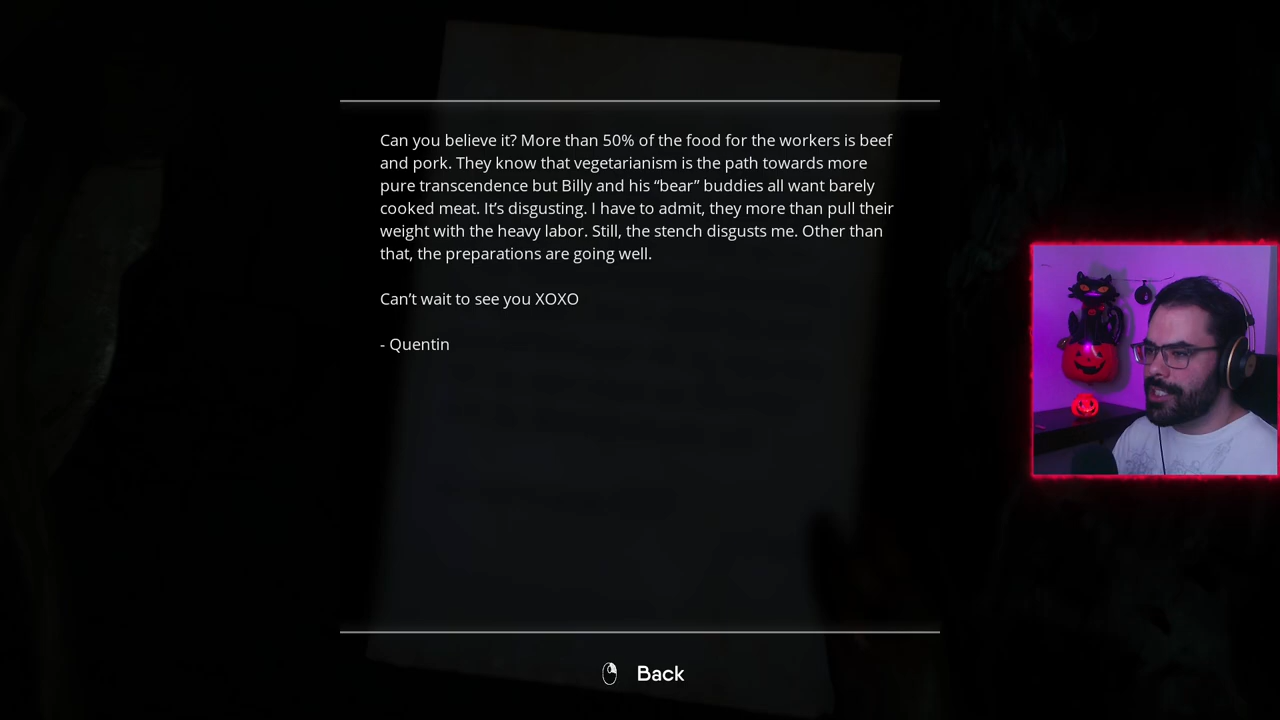 Can you believe it? More than 50% of the food for the workers is beef
and pork. They know that vegetarianism is the path towards more
pure transcendence but Billy and his “bear” buddies all want barely
cooked meat. It’s disgusting. I have to admit, they more than pull their
weight with the heavy labor. Still, the stench disgusts me. Other than
that, the preparations are going well.
Can’t wait to see you XOXO
- Quentin
Back